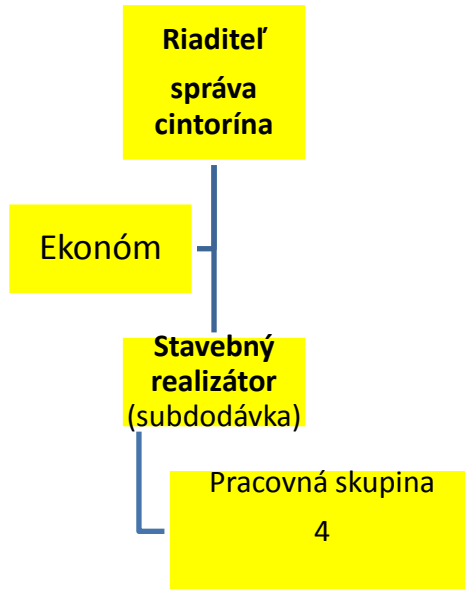 Riaditeľ
správa
cintorína
Ekonóm
Stavebný
realizátor
(subdodávka)
Pracovná skupina
4